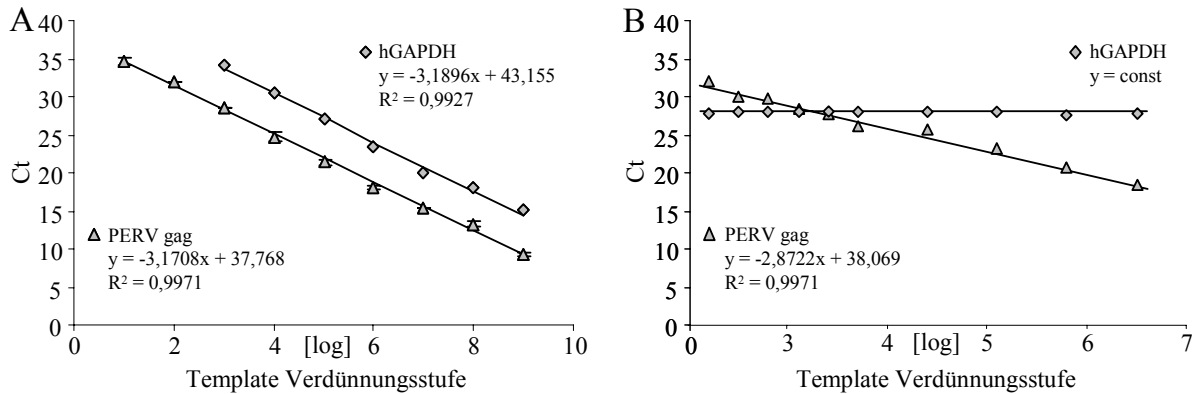 A
40
35
30
25
20
15
10
5
0
Ct
hGAPDH
y = -3,1896x + 43,155
R² = 0,9927
PERV gag
y = -3,1708x + 37,768
R² = 0,9971
0 2 4 [log] 6 8 10
Template Verdünnungsstufe
B
40
35
30
25
20
15
10
5
0
Ct
hGAPDH
y = const
PERV gag
y = -2,8722x + 38,069
R² = 0,9971
2 3 4 [log] 5 6 7
Template Verdünnungsstufe